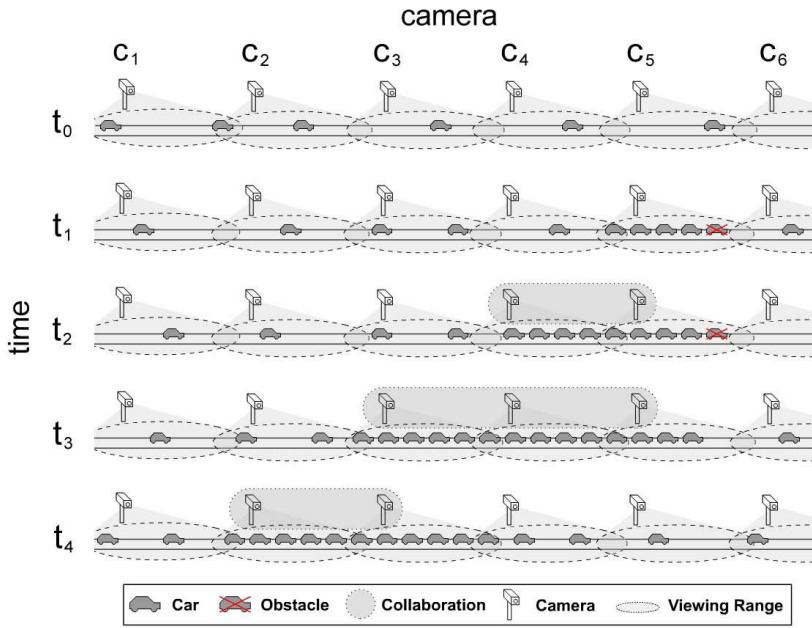 camera
C1 C2 C3 C4 C5 C6
t0
t1
t2
t3
t4
time
Car Obstacle Collaboration Camera Viewing Range